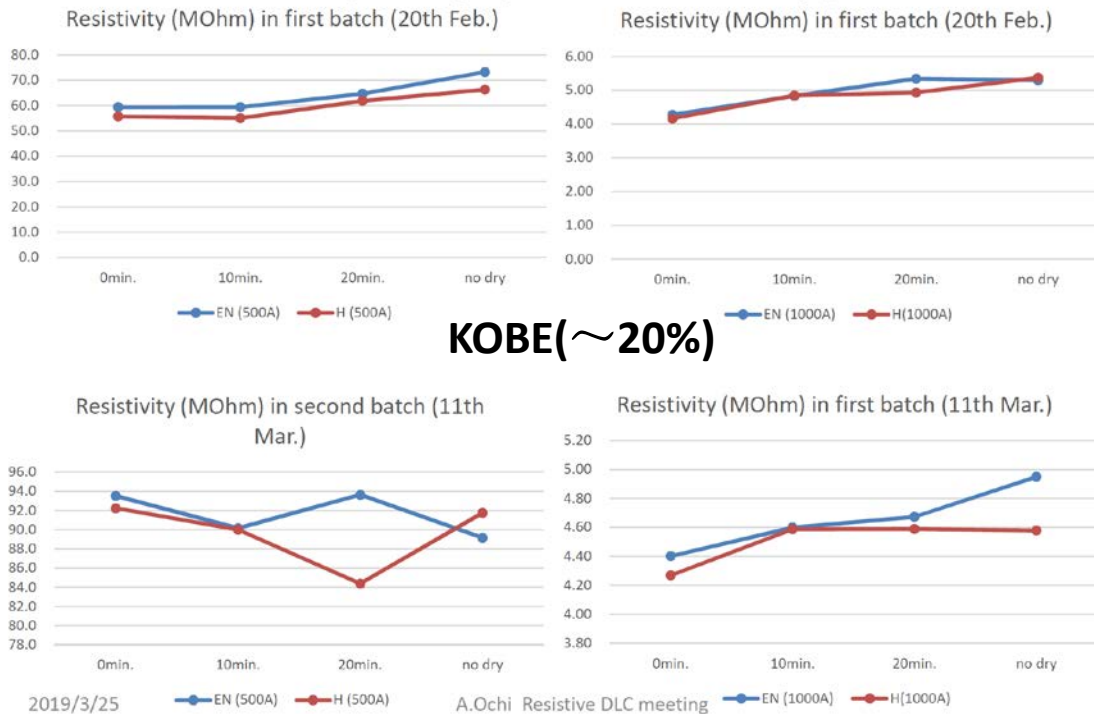 Resistivity (MOhm) in first batch (20th Feb.)
80.0
70.0
60.0
50.0
40.0
30.0
20.0
10.0
0.0
0min. 10min. 20min. no dry
EN (500A) H (500A)
Resistivity (MOhm) in first batch (20th Feb.)
6.00
5.00
4.00
3.00
2.00
1.00
0.00
0min. 10min. 20min. no dry
EN (1000A) H(1000A)
KOBE(～20%)
Resistivity (MOhm) in second batch (11th
Mar.)
96.0
94.0
92.0
90.0
88.0
86.0
84.0
82.0
80.0
78.0
0min. 10min. 20min. no dry
EN (500A) H (500A)
Resistivity (MOhm) in first batch (11th Mar.)
5.20
5.00
4.80
4.60
4.40
4.20
4.00
3.80
0min. 10min. 20min. no dry
EN (1000A) H(1000A)
2019/3/25
A.Ochi Resistive DLC meeting